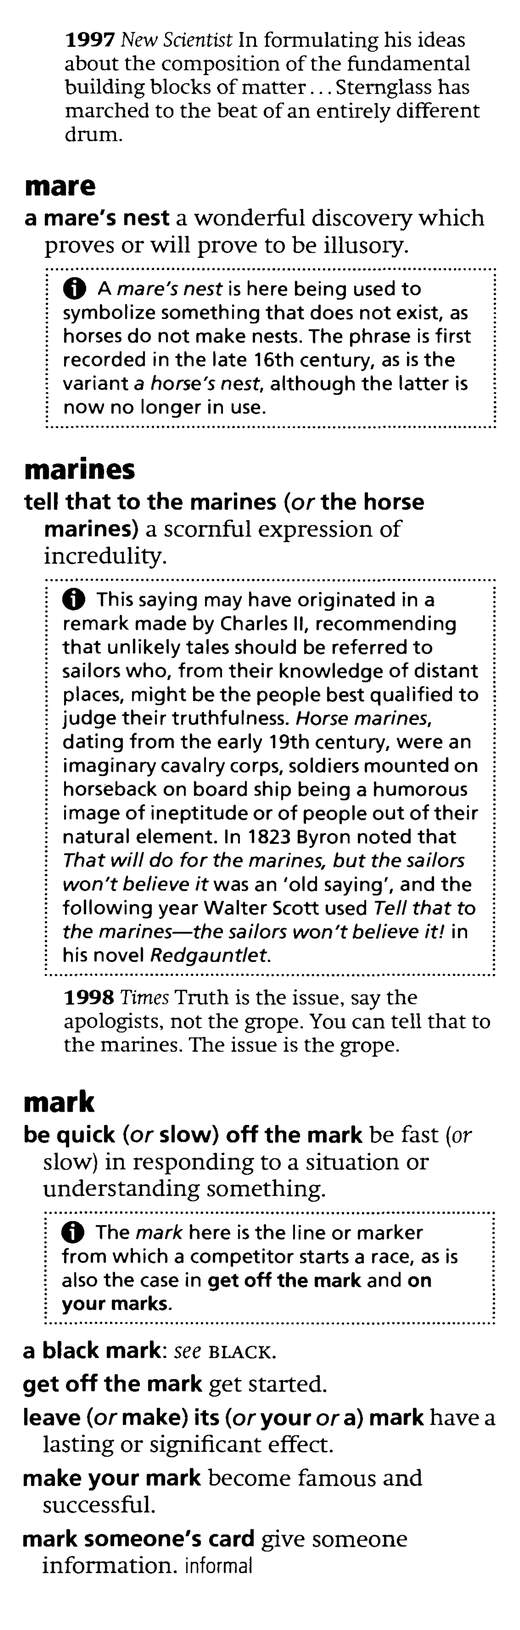 1997 New Scientist In formulating his ideas
about the composition of the fundamental
building blocks of matter . . . Sternglass has
marched to the beat of an entirely different
drum.
mare
a mare's nest a wonderful discovery which
proves or will prove to be illusory.
A mare's nest is here being used to
symbolize something that does not exist, as
horses do not make nests. The phrase is first
recorded in the late 16th century, as is the
variant a horse's nest, although the latter is
now no longer in use.
marines
tell that to the marines (or the horse
marines) a scornful expression of
incredulity.
This saying may have originated in a
remark made by Charles II, recommending
that unlikely tales should be referred to
sailors who, from their knowledge of distant
places, might be the people best qualified to
judge their truthfulness. Horse marines,
dating from the early 19th century, were an
imaginary cavalry corps, soldiers mounted on
horseback on board ship being a humorous
image of ineptitude or of people out of their
natural element. In 1823 Byron noted that
That will do for the marines, but the sailors
won't believe it was an 'old saying', and the
following year Walter Scott used Tell that to
the marines—the sailors won't believe it! in
his novel Redgauntlet.
1998 Times Truth is the issue, say the
apologists, not the grope. You can tell that to
the marines. The issue is the grope.
mark
be quick (or slow) off the mark be fast (or
slow) in responding to a situation or
understanding something.
The mark here is the line or marker
from which a competitor starts a race, as is
also the case in get off the mark and on
your marks.
a black mark: see BLACK.
get off the mark get started.
leave (or make) its (or your or a) mark have a
lasting or significant effect.
make your mark become famous and
successful.
mark someone's card give someone
information. informal